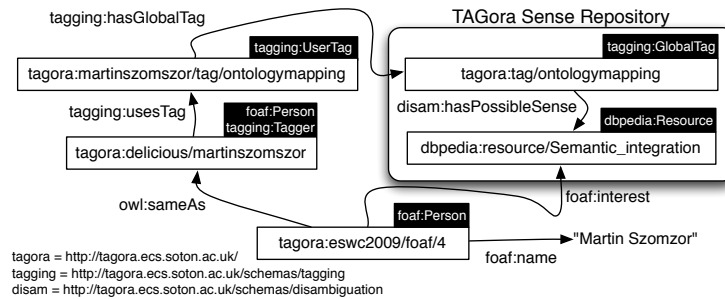 tagging:hasGlobalTag
TAGora Sense Repository
tagging:UserTag
tagora:martinszomszor/tag/ontologymapping
tagging:GlobalTag
tagora:tag/ontologymapping
tagging:usesTag
disam:hasPossibleSense
foaf:Person
tagging:Tagger
tagora:delicious/martinszomszor
dbpedia:Resource
dbpedia:resource/Semantic_integration
owl:sameAs
foaf:interest
foaf:Person
tagora:eswc2009/foaf/4
"Martin Szomzor"
foaf:name
tagora = http://tagora.ecs.soton.ac.uk/
tagging = http://tagora.ecs.soton.ac.uk/schemas/tagging
disam = http://tagora.ecs.soton.ac.uk/schemas/disambiguation